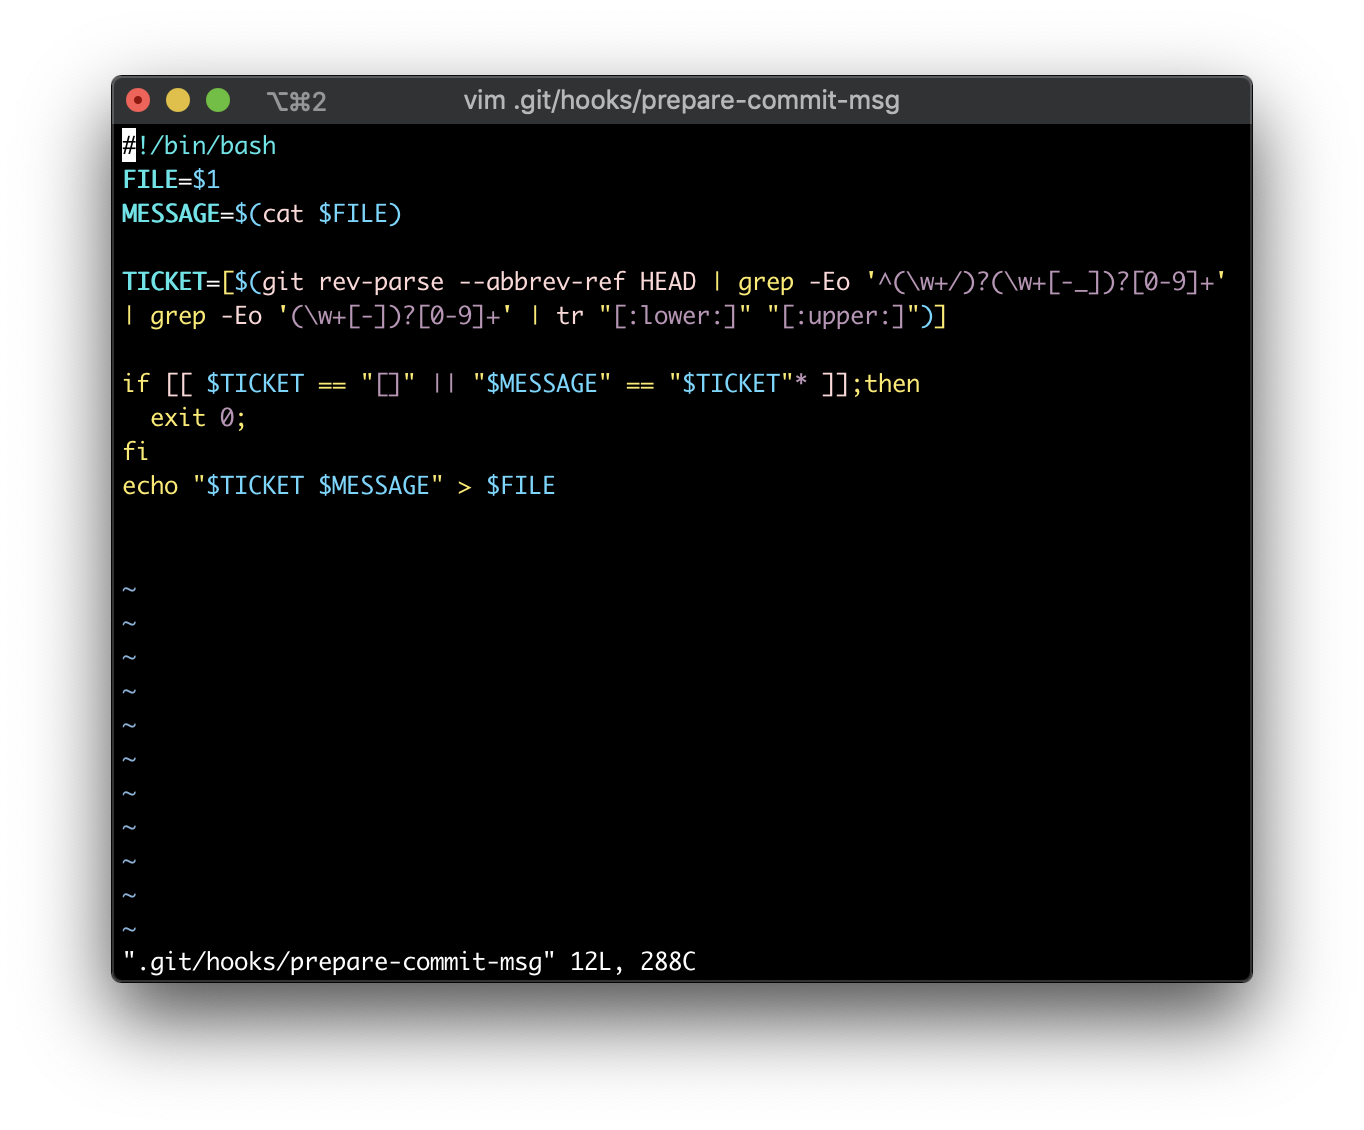 ⌥⌘2 vim .git/hooks/prepare-commit-msg
#!/bin/bash
FILE=$1
MESSAGE=$(cat $FILE)

TICKET=[$(git rev-parse --abbrev-ref HEAD | grep -Eo '^(\w+/)?(\w+[-_])?[0-9]+'
| grep -Eo '(\w+[-])?[0-9]+' | tr "[:lower:]" "[:upper:]")]

if [[ $TICKET == "[]" || "$MESSAGE" == "$TICKET"* ]];then
  exit 0;
fi
echo "$TICKET $MESSAGE" > $FILE

~
~
~
~
~
~
~
~
~
~
~
".git/hooks/prepare-commit-msg" 12L, 288C